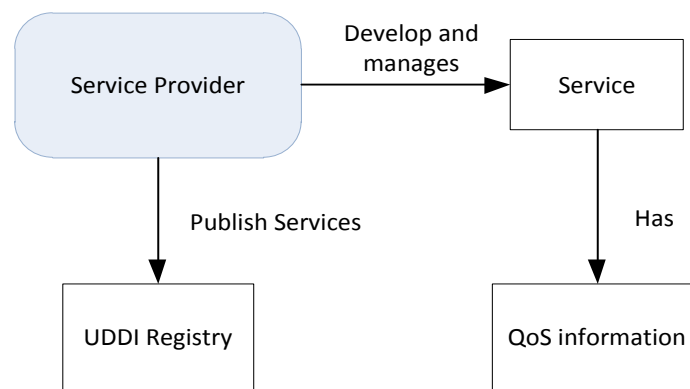 Develop and
manages
Service Provider
Service
Publish Services
Has
UDDI Registry
QoS information